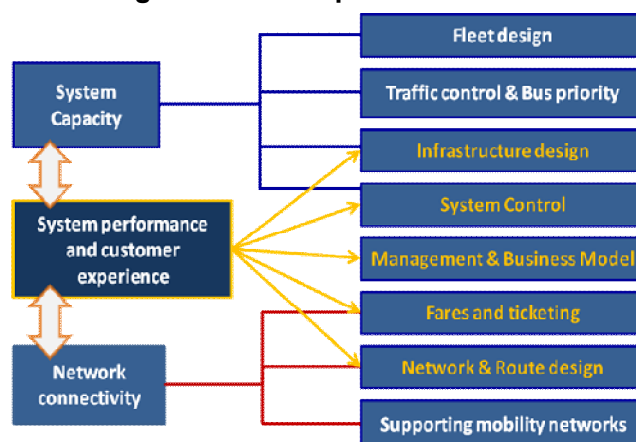 Fleet design
System
Capacity
Traffic control & Bus priority
Infrastructure design
System performance
and customer
experience
System Control
Management & Business Model
Fares and ticketing
Network
connectivity
Network & Route design
Supporting mobility networks